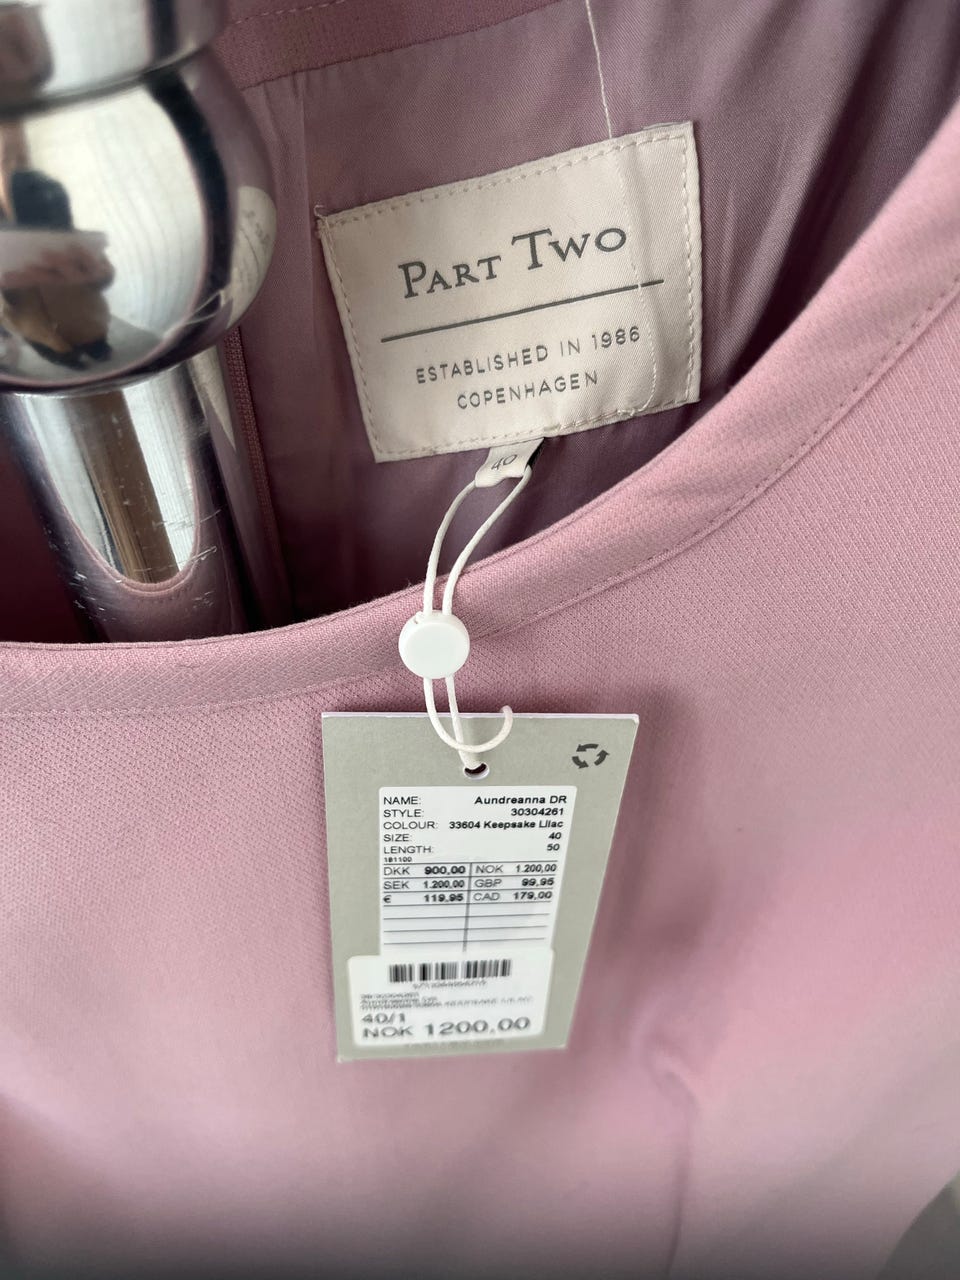 PART TWO
ESTABLISHED IN 1986
COPENHAGEN
40
NAME: Aundreanna DR
STYLE: 30304261
COLOUR: 33604 Keepsake Lilac
SIZE: 40
LENGTH: 50
191100
DKK 900,00 NOK 1.200,00
SEK 1.200,00 GBP 99,95
€ 119,95 CAD 179,00
40/1
NOK 1200,00